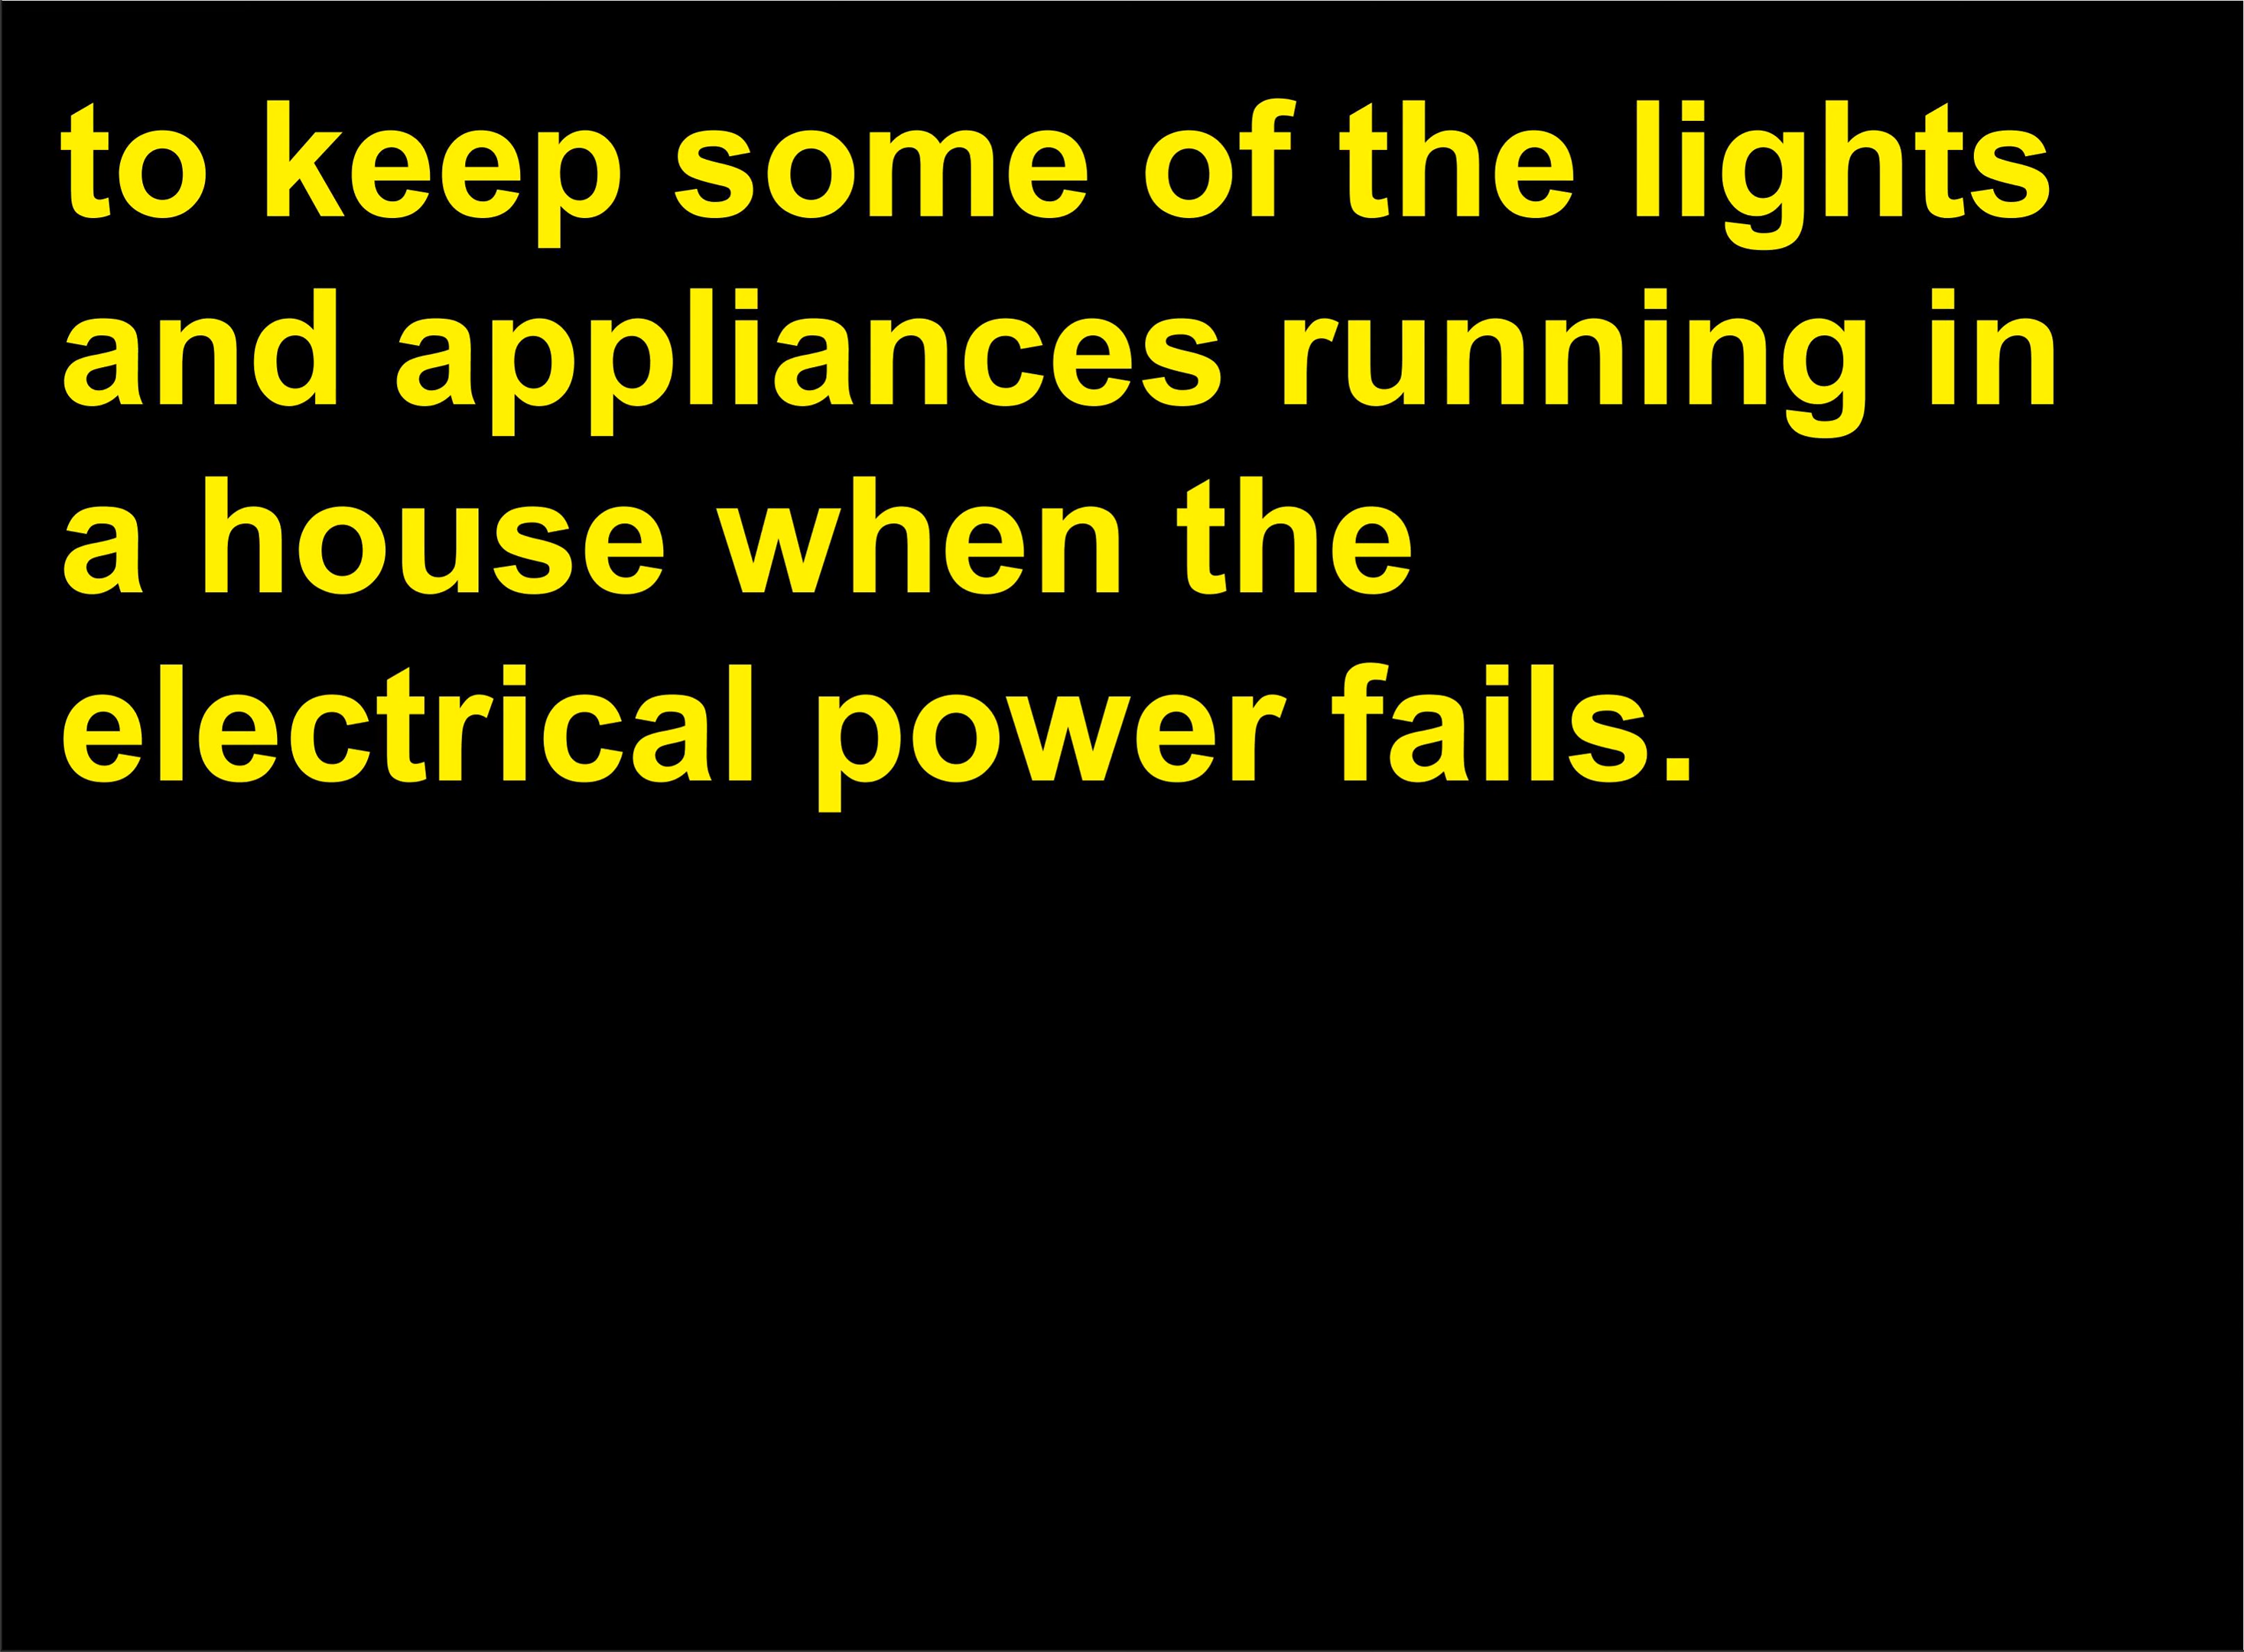 to keep some of the lights
and appliances running in
a house when the
electrical power fails.